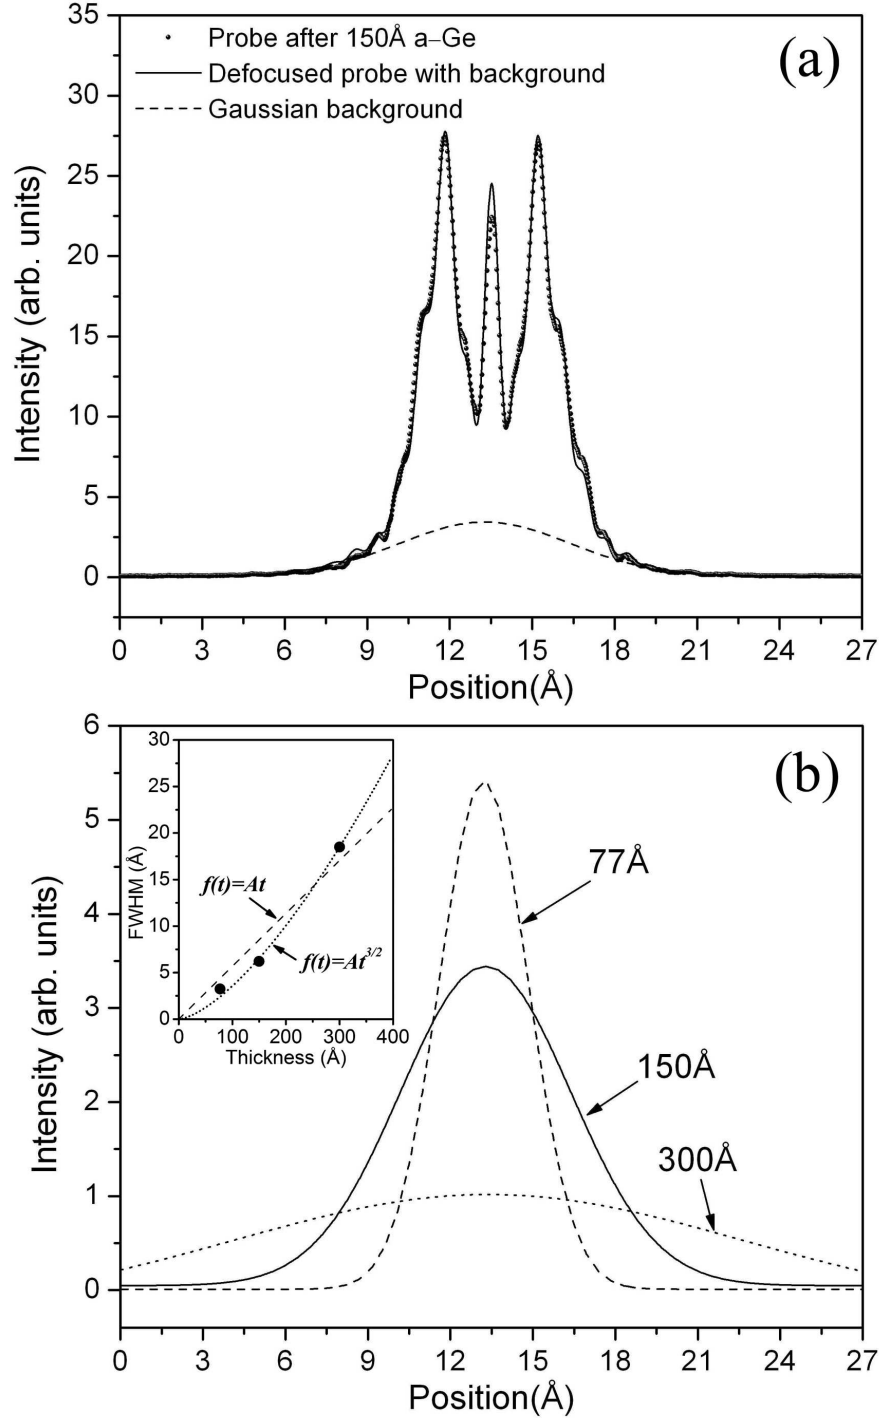 35
30
25
20
15
10
5
0
Intensity (arb. units)
Probe after 150Å a–Ge
Defocused probe with background
Gaussian background
(a)
0 3 6 9 12 15 18 21 24 27
Position(Å)
6
5
4
3
2
1
0
Intensity (arb. units)
30
25
20
15
10
5
0
FWHM (Å)
f(t)=At
f(t)=At^{3/2}
0 100 200 300 400
Thickness (Å)
(b)
77Å
150Å
300Å
0 3 6 9 12 15 18 21 24 27
Position(Å)